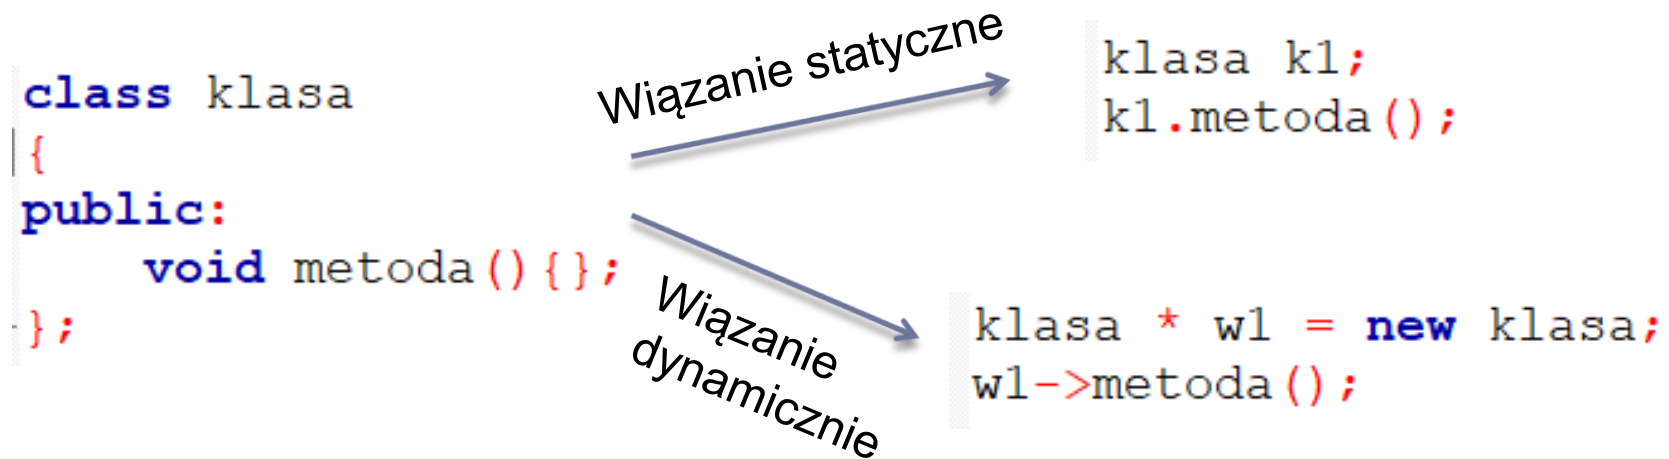 class klasa
{
public:
    void metoda(){};
};
Wiązanie statyczne
klasa k1;
k1.metoda();
Wiązanie
dynamicznie
klasa * w1 = new klasa;
w1->metoda();